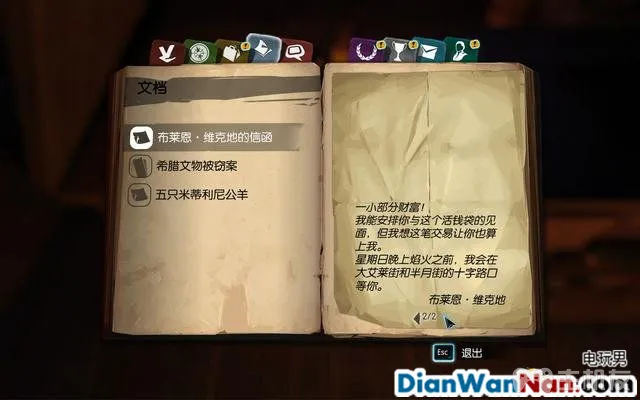 文档
布莱恩·维克地的信函
希腊文物被窃案
五只米蒂利尼公羊
一小部分财富！
我能安排你与这个活钱袋的见
面，但我想这笔交易让你也算
上我。
星期日晚上焰火之前，我会在
大艾莱街和半月街的十字路口
等你。
布莱恩·维克地
2/2
Esc 退出
电玩男
DianWanNan.com